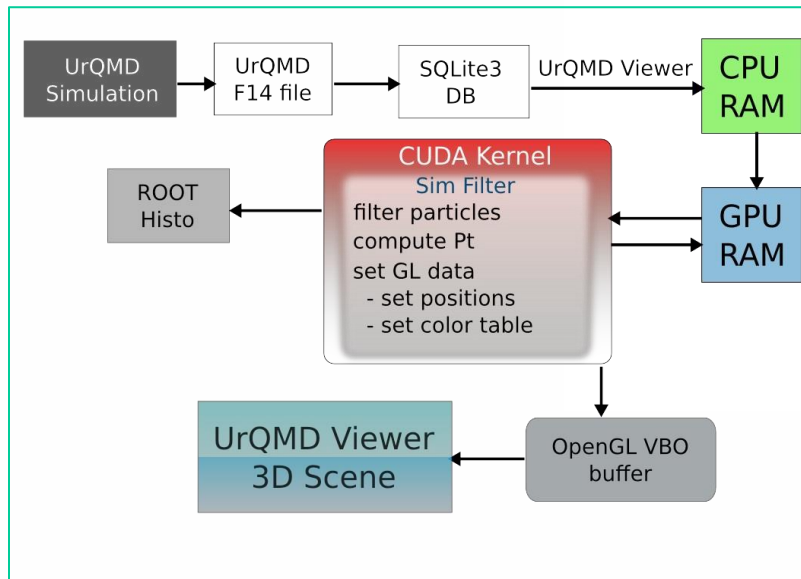 UrQMD
Simulation
UrQMD
F14 file
SQLite3
DB
UrQMD Viewer
CPU
RAM
CUDA Kernel
Sim Filter
filter particles
compute Pt
set GL data
- set positions
- set color table
ROOT
Histo
GPU
RAM
UrQMD Viewer
3D Scene
OpenGL VBO
buffer